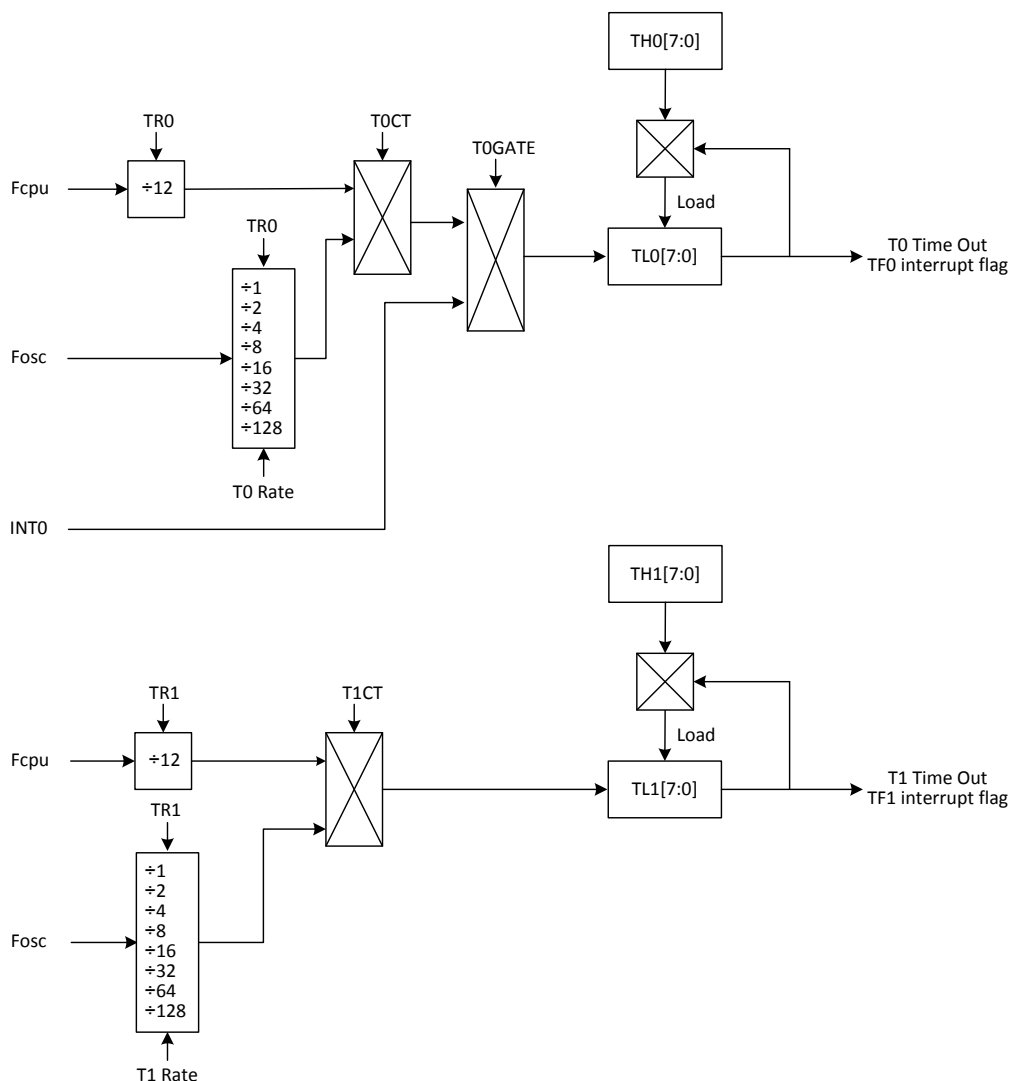 TH0[7:0]
TR0
T0CT
T0GATE
Fcpu
÷12
Load
TR0
TL0[7:0]
T0 Time Out
TF0 interrupt flag
÷1
÷2
÷4
÷8
÷16
÷32
÷64
÷128
Fosc
T0 Rate
INT0
TH1[7:0]
TR1
T1CT
Fcpu
÷12
Load
TR1
TL1[7:0]
T1 Time Out
TF1 interrupt flag
÷1
÷2
÷4
÷8
÷16
÷32
÷64
÷128
Fosc
T1 Rate